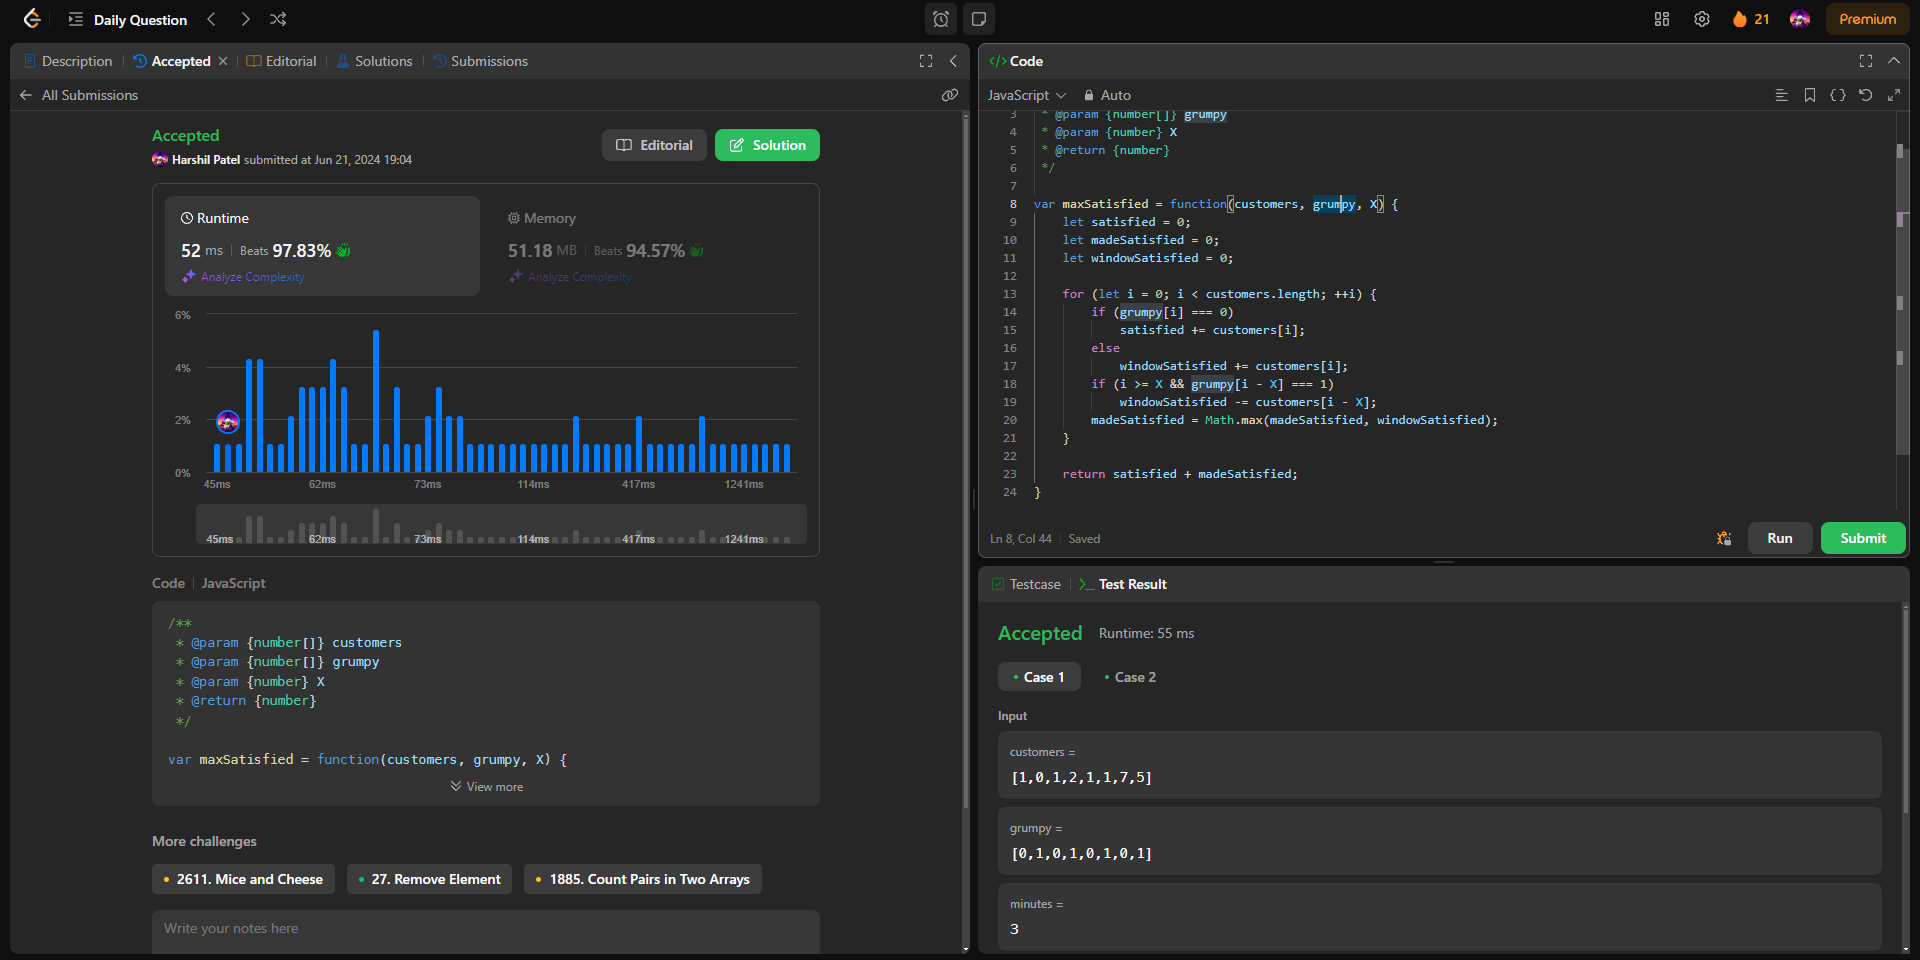 Daily Question
21
Premium
Description
Accepted
Editorial
Solutions
Submissions
All Submissions
Accepted
Harshil Patel submitted at Jun 21, 2024 19:04
Editorial
Solution
Runtime
52 ms
Beats 97.83%
Analyze Complexity
Memory
51.18 MB
Beats 94.57%
Analyze Complexity
6%
4%
2%
0%
45ms
62ms
73ms
114ms
417ms
1241ms
45ms
62ms
73ms
114ms
417ms
1241ms
Code
JavaScript
/**
* @param {number[]} customers
* @param {number[]} grumpy
* @param {number} X
* @return {number}
*/
var maxSatisfied = function(customers, grumpy, X) {
View more
More challenges
2611. Mice and Cheese
27. Remove Element
1885. Count Pairs in Two Arrays
Write your notes here
</> Code
JavaScript
Auto
3 * @param {number[]} grumpy
4 * @param {number} X
5 * @return {number}
6 */
7
8 var maxSatisfied = function(customers, grumpy, X) {
9 let satisfied = 0;
10 let madeSatisfied = 0;
11 let windowSatisfied = 0;
12
13 for (let i = 0; i < customers.length; ++i) {
14 if (grumpy[i] === 0)
15 satisfied += customers[i];
16 else
17 windowSatisfied += customers[i];
18 if (i >= X && grumpy[i - X] === 1)
19 windowSatisfied -= customers[i - X];
20 madeSatisfied = Math.max(madeSatisfied, windowSatisfied);
21 }
22
23 return satisfied + madeSatisfied;
24 }
Ln 8, Col 44
Saved
Run
Submit
Testcase
>_ Test Result
Accepted
Runtime: 55 ms
Case 1
Case 2
Input
customers =
[1,0,1,2,1,1,7,5]
grumpy =
[0,1,0,1,0,1,0,1]
minutes =
3